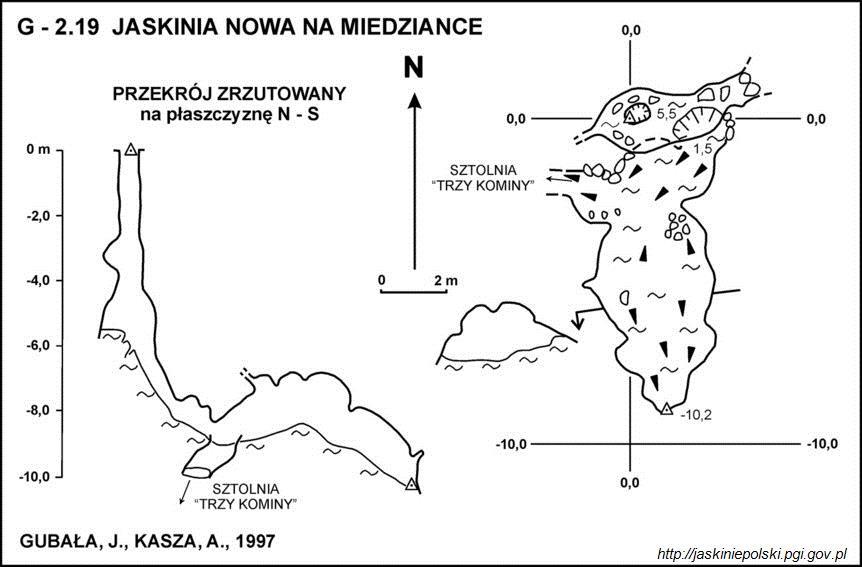 G - 2.19 JASKINIA NOWA NA MIEDZIANCE
PRZEKRÓJ ZRZUTOWANY
na płaszczyznę N - S
N
0 m
-2,0
-4,0
-6,0
-8,0
-10,0
SZTOLNIA
"TRZY KOMINY"
0
2 m
0,0
0,0
0,0
5,5
1,5
SZTOLNIA
"TRZY KOMINY"
-10,2
-10,0
-10,0
0,0
GUBAŁA, J., KASZA, A., 1997
http://jaskiniepolski.pgi.gov.pl